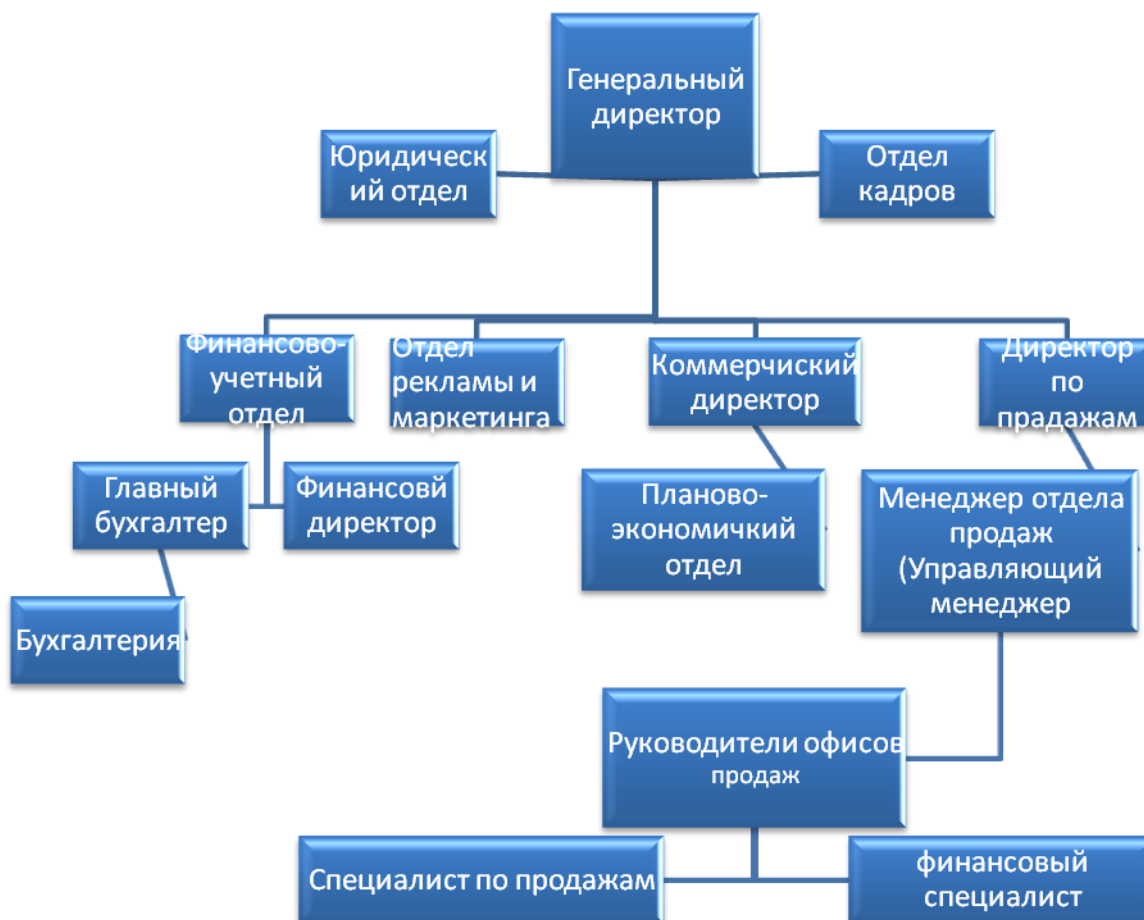 Генеральный
директор
Юридическ
ий отдел
Отдел
кадров
Финансово-
учетный
отдел
Отдел
рекламы и
маркетинга
Коммерчиский
директор
Директор
по
прадажам
Главный
бухгалтер
Финансовй
директор
Планово-
экономичкий
отдел
Менеджер отдела
продаж
(Управляющий
менеджер
Бухгалтерия
Руководители офисов
продаж
Специалист по продажам
финансовый
специалист